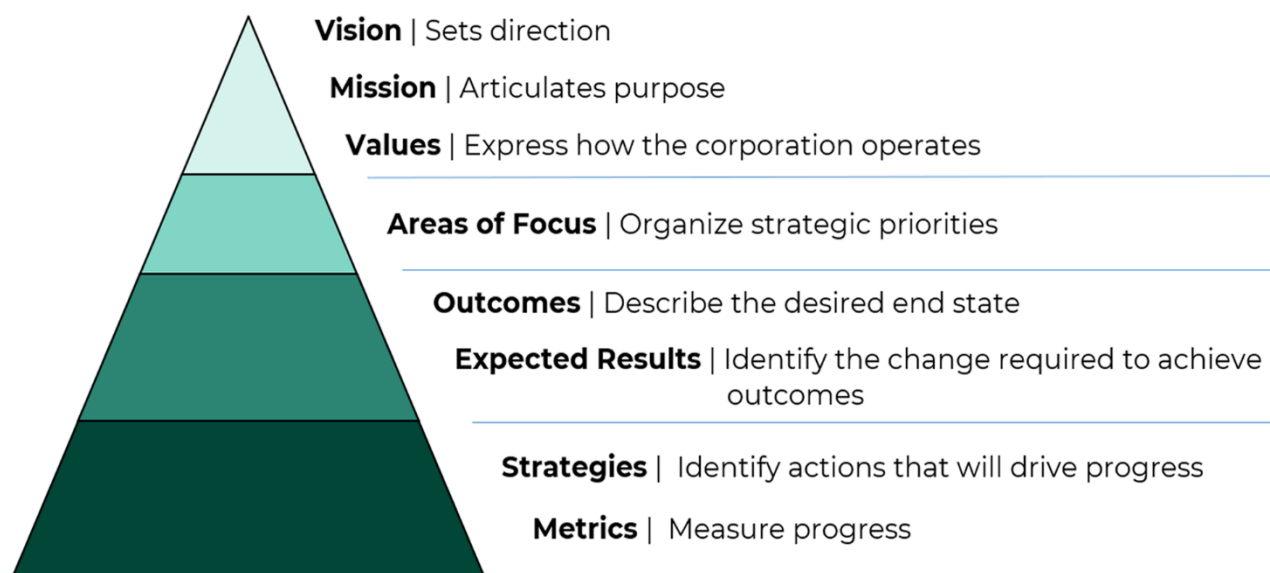 Vision | Sets direction
Mission | Articulates purpose
Values | Express how the corporation operates
Areas of Focus | Organize strategic priorities
Outcomes | Describe the desired end state
Expected Results | Identify the change required to achieve
outcomes
Strategies | Identify actions that will drive progress
Metrics | Measure progress